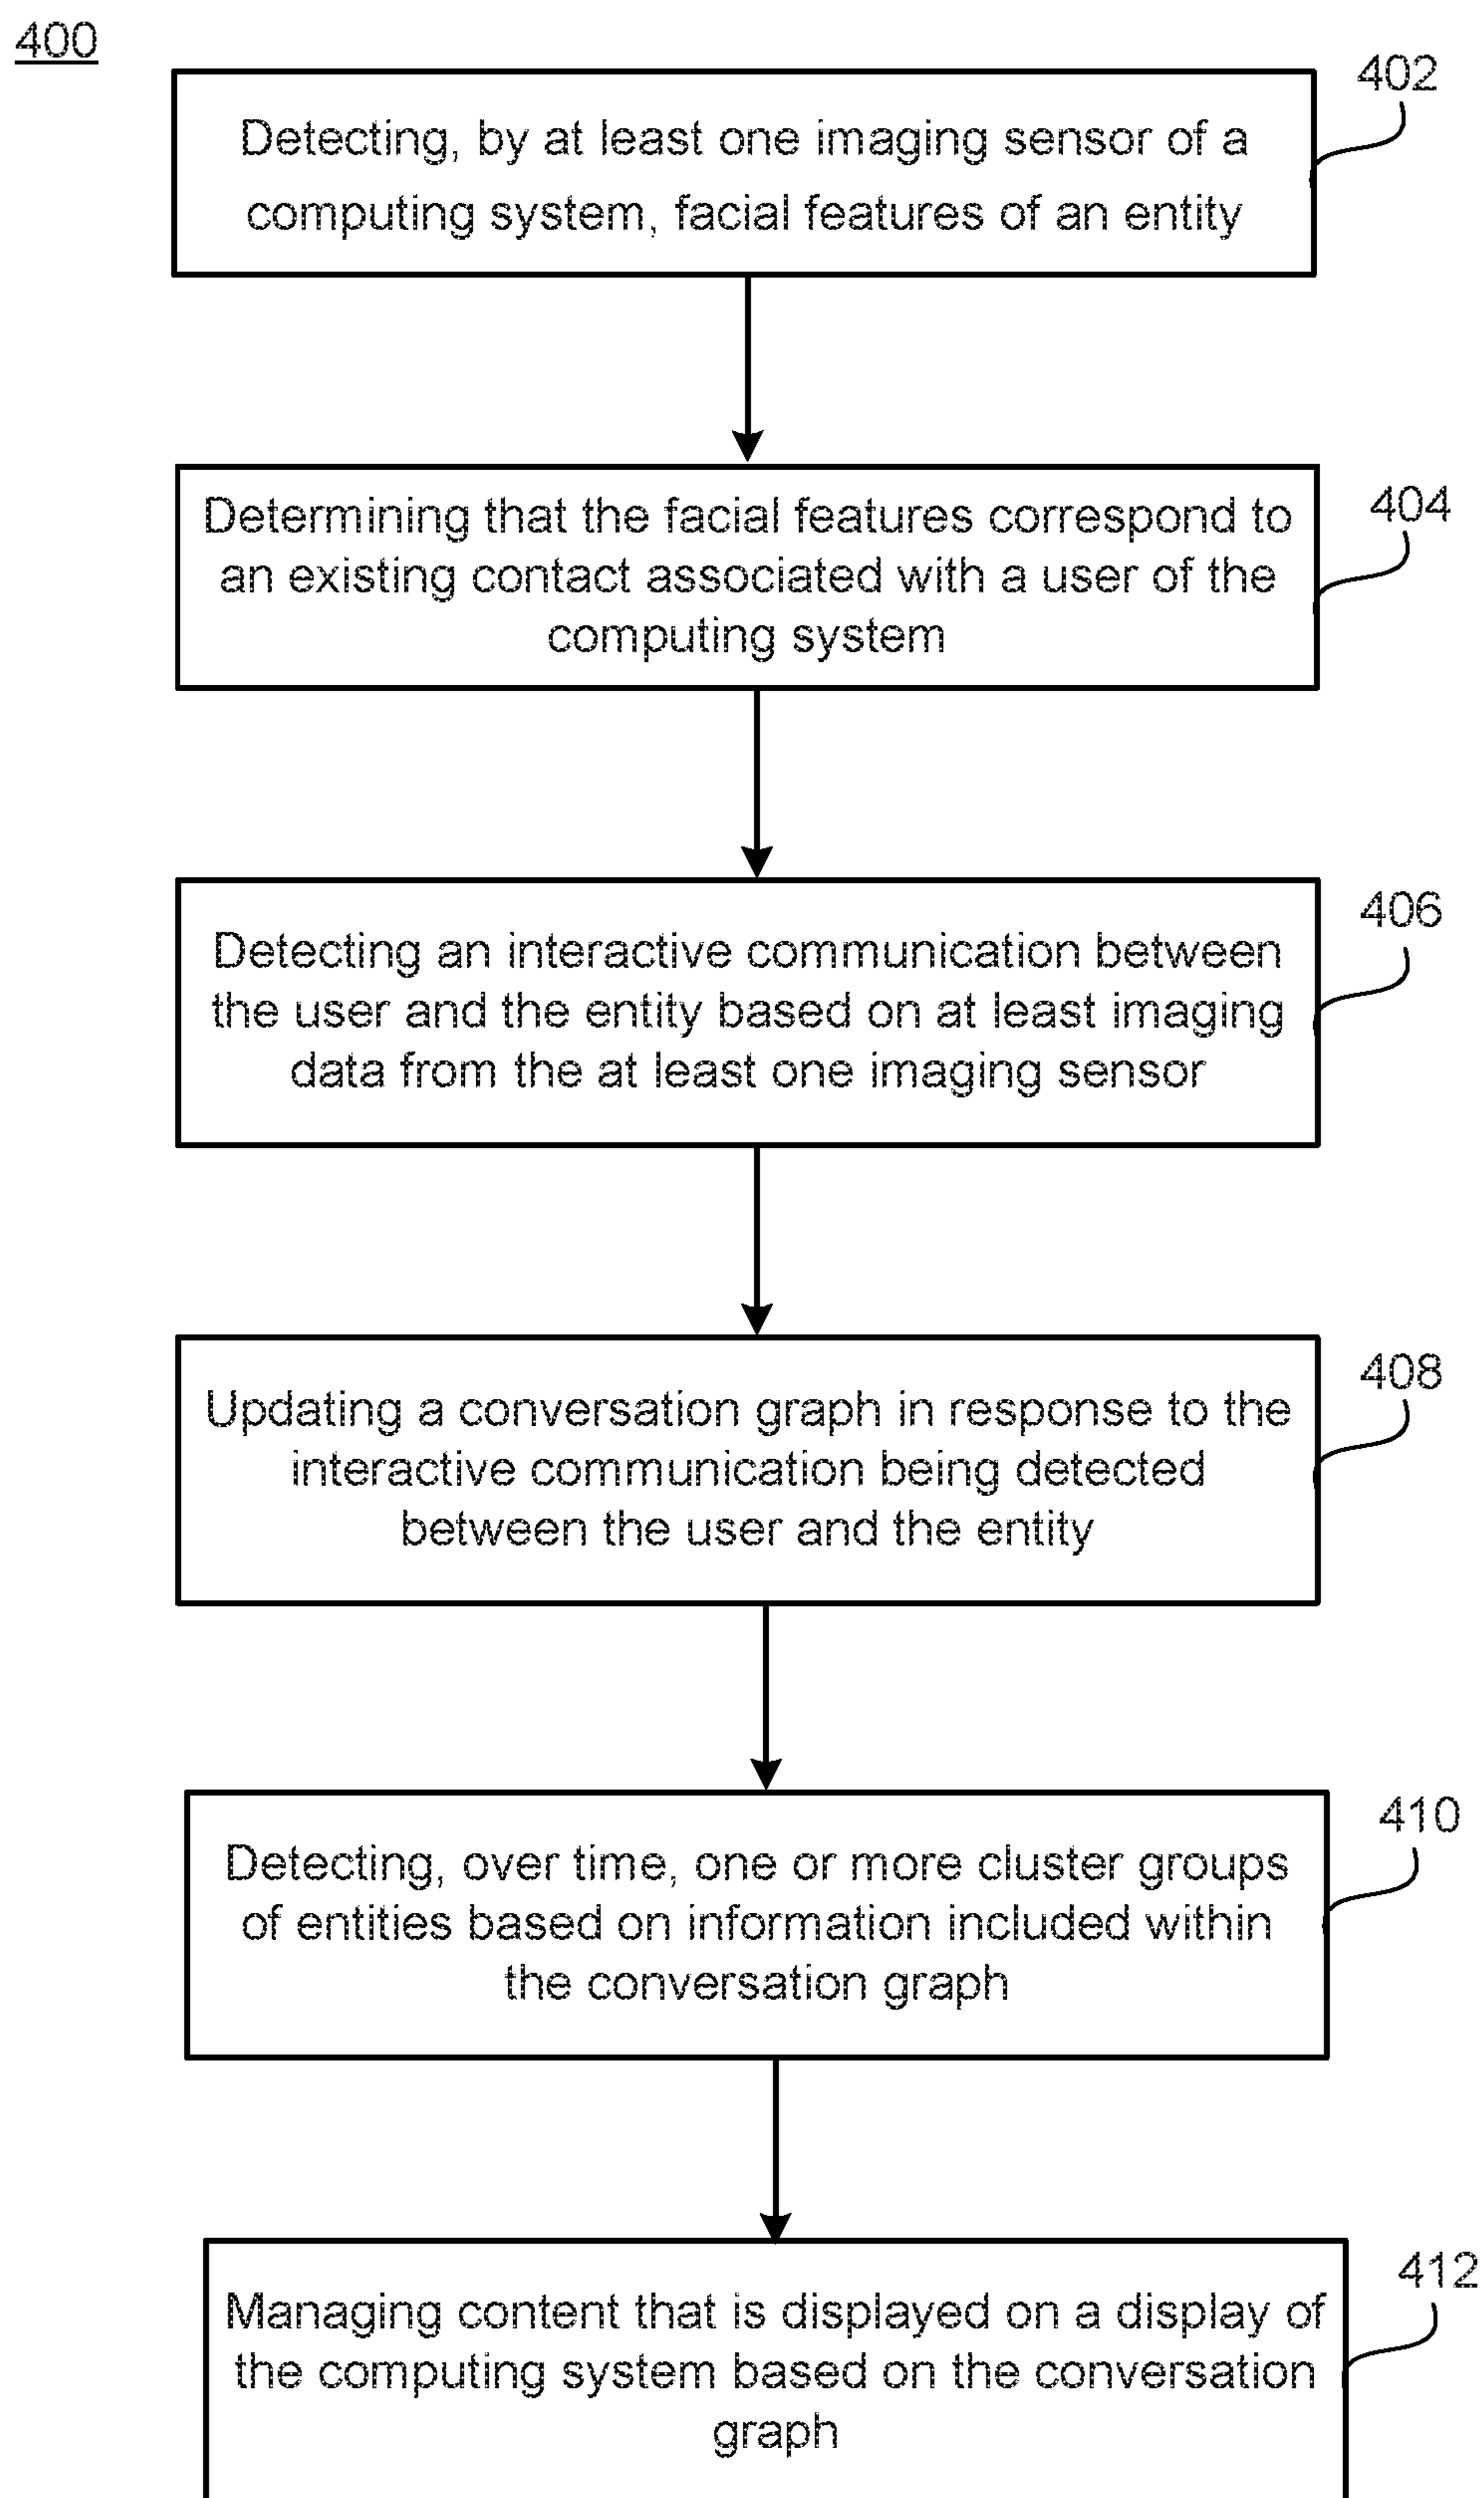 400
402
Detecting, by at least one imaging sensor of a
computing system, facial features of an entity
404
Determining that the facial features correspond to
an existing contact associated with a user of the
computing system
406
Detecting an interactive communication between
the user and the entity based on at least imaging
data from the at least one imaging sensor
408
Updating a conversation graph in response to the
interactive communication being detected
between the user and the entity
410
Detecting, over time, one or more cluster groups
of entities based on information included within
the conversation graph
412
Managing content that is displayed on a display of
the computing system based on the conversation
graph